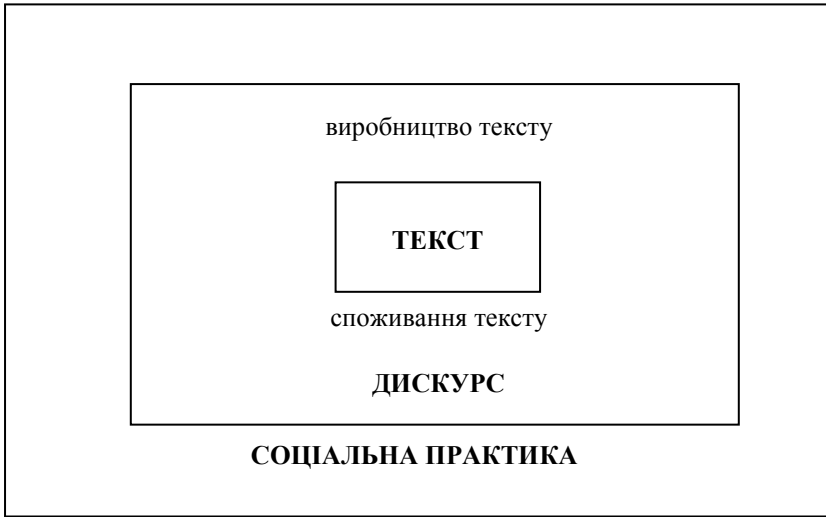 виробництво тексту
ТЕКСТ
споживання тексту
ДИСКУРС
СОЦІАЛЬНА ПРАКТИКА